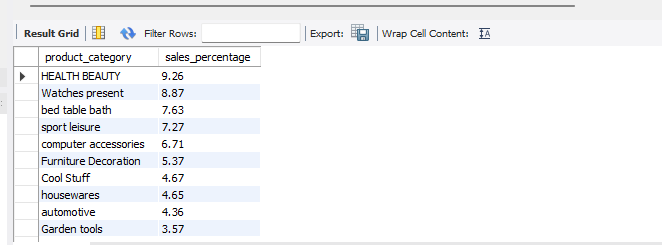 Result Grid Filter Rows: Export: Wrap Cell Content:
product_category sales_percentage
HEALTH BEAUTY 9.26
Watches present 8.87
bed table bath 7.63
sport leisure 7.27
computer accessories 6.71
Furniture Decoration 5.37
Cool Stuff 4.67
housewares 4.65
automotive 4.36
Garden tools 3.57